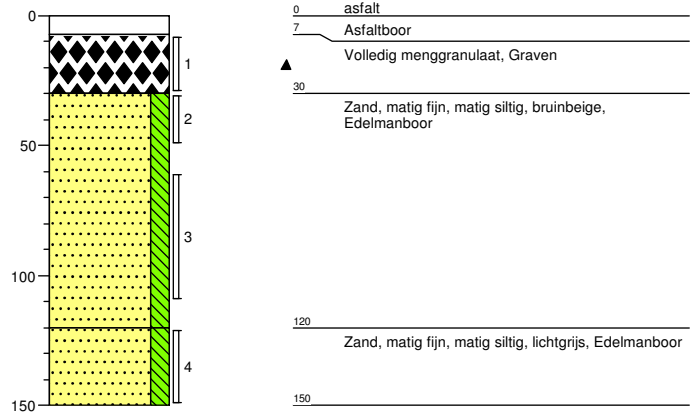 0
50
100
150
1
2
3
4
0 asfalt
7 Asfaltboor
Volledig menggranulaat, Graven
30
Zand, matig fijn, matig siltig, bruinbeige,
Edelmanboor
120
Zand, matig fijn, matig siltig, lichtgrijs, Edelmanboor
150